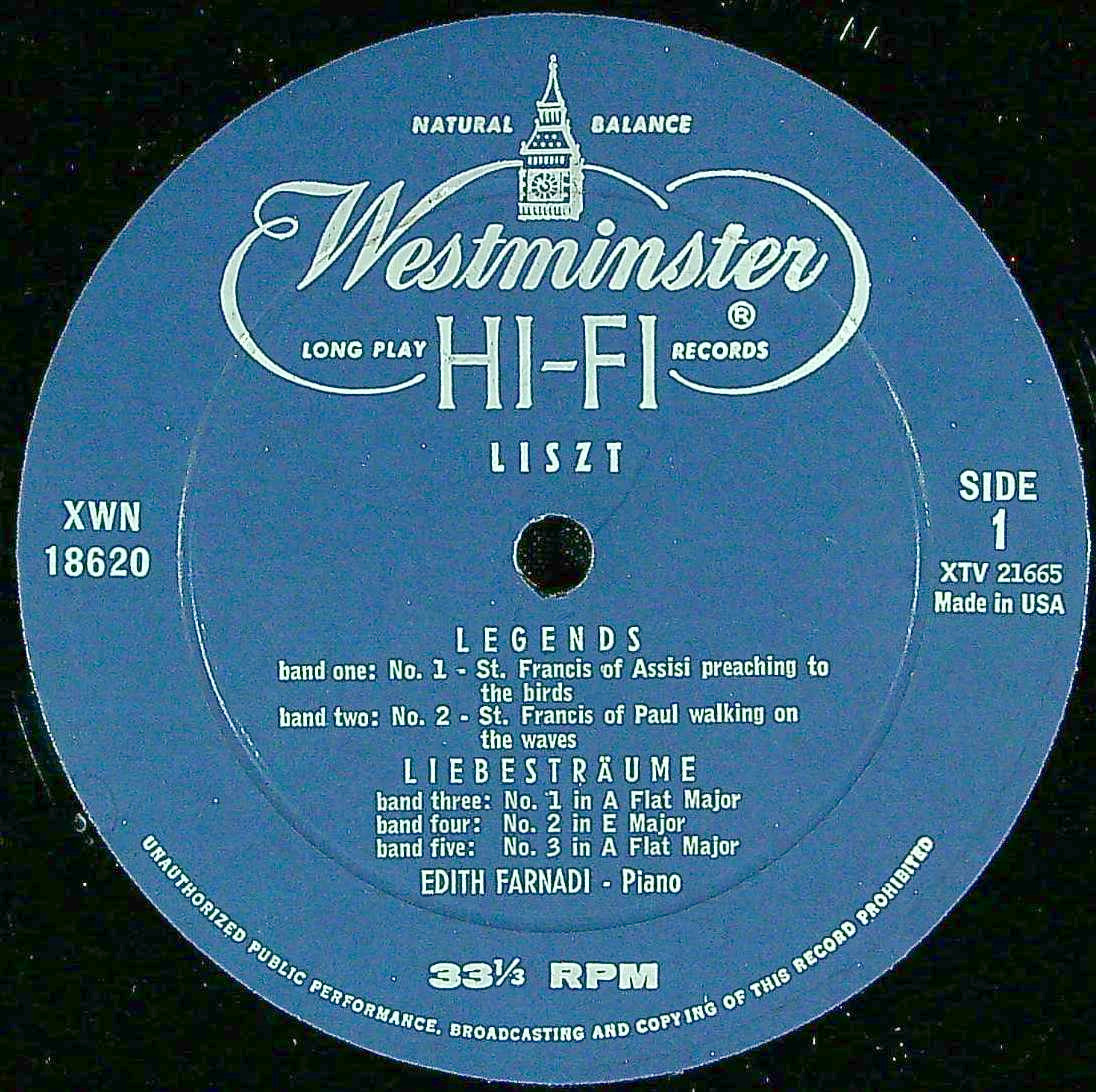 NATURAL BALANCE
Westminster
®
LONG PLAY HI-FI RECORDS
LISZT
XWN
18620
SIDE
1
XTV 21665
Made in USA
LEGENDS
band one: No. 1 - St. Francis of Assisi preaching to
the birds
band two: No. 2 - St. Francis of Paul walking on
the waves
LIEBESTRÄUME
band three: No. 1 in A Flat Major
band four: No. 2 in E Major
band five: No. 3 in A Flat Major
EDITH FARNADI - Piano
33⅓ RPM
UNAUTHORIZED PUBLIC PERFORMANCE, BROADCASTING AND COPYING OF THIS RECORD PROHIBITED